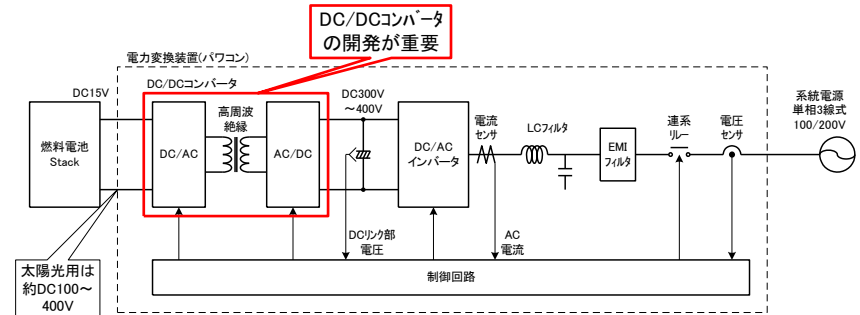 DC/DCコンバータ
の開発が重要
電力変換装置(パワコン)
DC/DCコンバータ
DC15V
DC300V
～400V
系統電源
単相3線式
100/200V
高周波
絶縁
電流
センサ
LCフィルタ
連系
リレー
電圧
センサ
燃料電池
Stack
DC/AC
AC/DC
DC/AC
インバータ
EMI
フィルタ
DCリンク部
電圧
AC
電流
太陽光用は
約DC100～
400V
制御回路